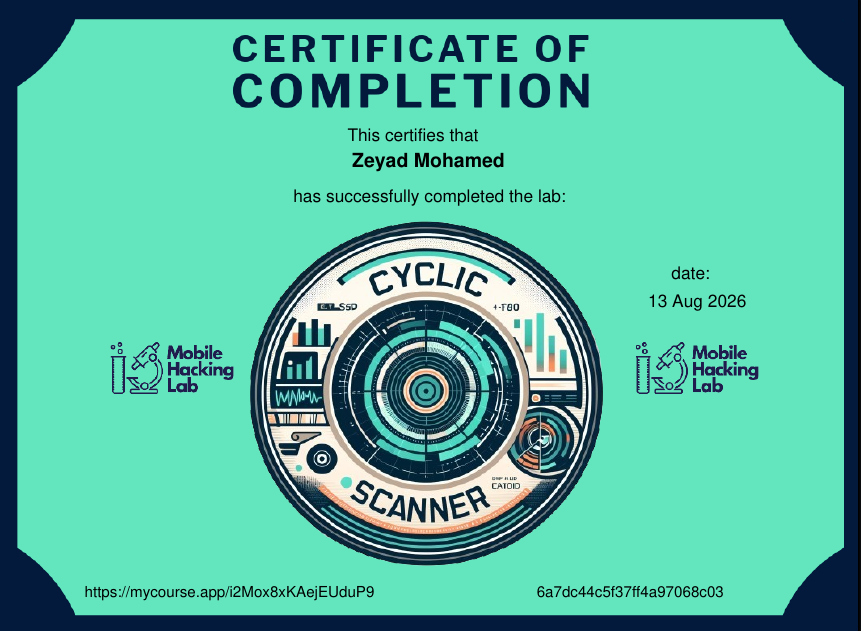 CERTIFICATE OF
COMPLETION
This certifies that
Zeyad Mohamed
has successfully completed the lab:
CYCLIC
date:
13 Aug 2026
Mobile
Hacking
Lab
Mobile
Hacking
Lab
CATOID
SCANNER
https://mycourse.app/i2Mox8xKAejEUduP9
6a7dc44c5f37ff4a97068c03